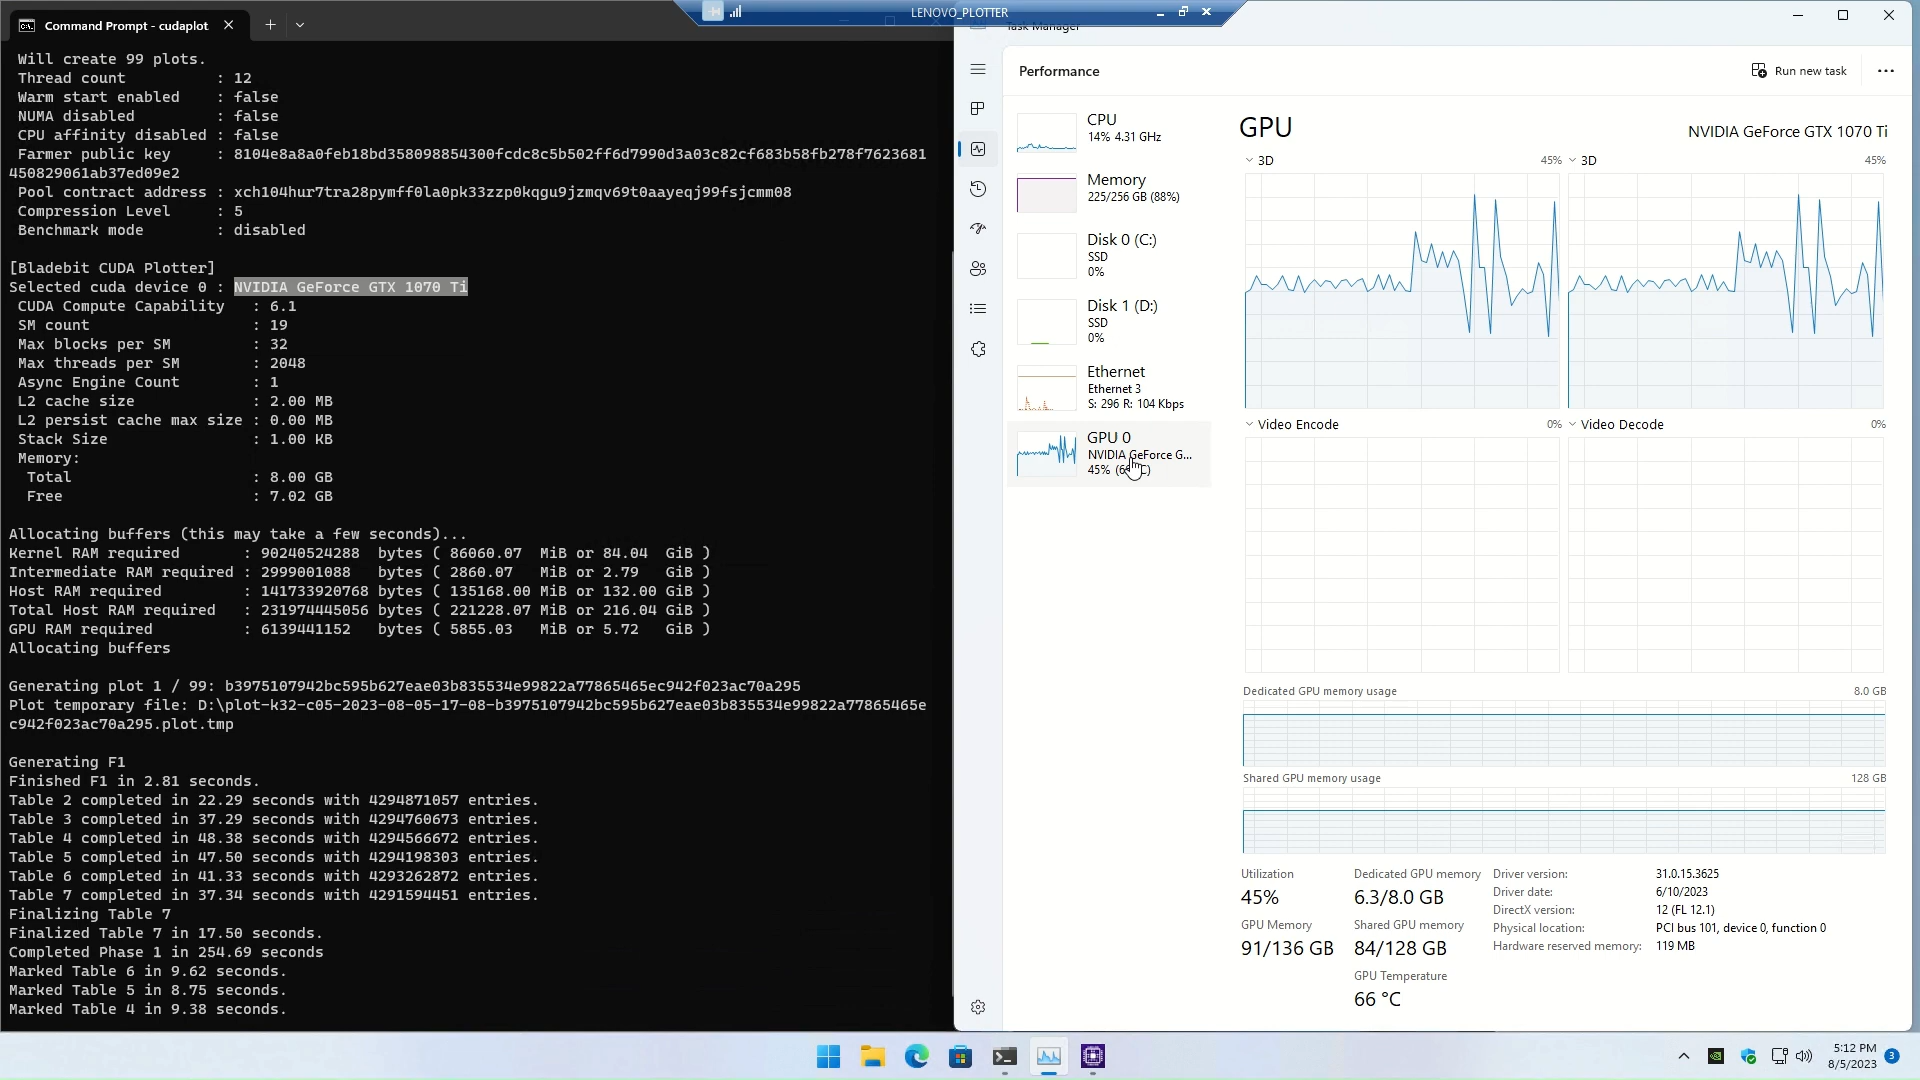 LENOVO_PLOTTER
Command Prompt - cudaplot
Will create 99 plots.
Thread count : 12
Warm start enabled : false
NUMA disabled : false
CPU affinity disabled : false
Farmer public key : 8104e8a8a0feb18bd358098854300fcdc8c5b502ff6d7990d3a03c82cf683b58fb278f7623681
450829061ab37ed09e2
Pool contract address : xch104hur7tra28pymff0la0pk33zzp0kqgu9jzmqv69t0aayeqj99fsjcmm08
Compression Level : 5
Benchmark mode : disabled
[Bladebit CUDA Plotter]
Selected cuda device 0 : NVIDIA GeForce GTX 1070 Ti
CUDA Compute Capability : 6.1
SM count : 19
Max blocks per SM : 32
Max threads per SM : 2048
Async Engine Count : 1
L2 cache size : 2.00 MB
L2 persist cache max size : 0.00 MB
Stack Size : 1.00 KB
Memory:
Total : 8.00 GB
Free : 7.02 GB
Allocating buffers (this may take a few seconds)...
Kernel RAM required : 90240524288 bytes ( 86060.07 MiB or 84.04 GiB )
Intermediate RAM required : 2999001088 bytes ( 2860.07 MiB or 2.79 GiB )
Host RAM required : 141733920768 bytes ( 135168.00 MiB or 132.00 GiB )
Total Host RAM required : 231974445056 bytes ( 221228.07 MiB or 216.04 GiB )
GPU RAM required : 6139441152 bytes ( 5855.03 MiB or 5.72 GiB )
Allocating buffers
Generating plot 1 / 99: b3975107942bc595b627eae03b835534e99822a77865465ec942f023ac70a295
Plot temporary file: D:\plot-k32-c05-2023-08-05-17-08-b3975107942bc595b627eae03b835534e99822a77865465e
c942f023ac70a295.plot.tmp
Generating F1
Finished F1 in 2.81 seconds.
Table 2 completed in 22.29 seconds with 4294871057 entries.
Table 3 completed in 37.29 seconds with 4294760673 entries.
Table 4 completed in 48.38 seconds with 4294566672 entries.
Table 5 completed in 47.50 seconds with 4294198303 entries.
Table 6 completed in 41.33 seconds with 4293262872 entries.
Table 7 completed in 37.34 seconds with 4291594451 entries.
Finalizing Table 7
Finalized Table 7 in 17.50 seconds.
Completed Phase 1 in 254.69 seconds
Marked Table 6 in 9.62 seconds.
Marked Table 5 in 8.75 seconds.
Marked Table 4 in 9.38 seconds.
Task Manager
Performance
Run new task
CPU
14% 4.31 GHz
Memory
225/256 GB (88%)
Disk 0 (C:)
SSD
0%
Disk 1 (D:)
SSD
0%
Ethernet
Ethernet 3
S: 296 R: 104 Kbps
GPU 0
NVIDIA GeForce G...
45%
GPU
NVIDIA GeForce GTX 1070 Ti
3D 45%
3D 45%
Video Encode 0%
Video Decode 0%
Dedicated GPU memory usage 8.0 GB
Shared GPU memory usage 128 GB
Utilization
45%
GPU Memory
91/136 GB
Dedicated GPU memory
6.3/8.0 GB
Shared GPU memory
84/128 GB
GPU Temperature
66 °C
Driver version: 31.0.15.3625
Driver date: 6/10/2023
DirectX version: 12 (FL 12.1)
Physical location: PCI bus 101, device 0, function 0
Hardware reserved memory: 119 MB
5:12 PM
8/5/2023
3